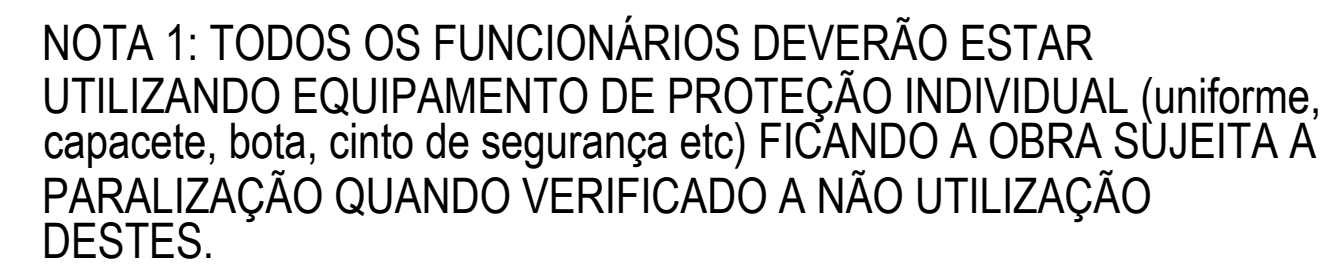 NOTA 1: TODOS OS FUNCIONÁRIOS DEVERÃO ESTAR
UTILIZANDO EQUIPAMENTO DE PROTEÇÃO INDIVIDUAL (uniforme,
capacete, bota, cinto de segurança etc) FICANDO A OBRA SUJEITA A
PARALIZAÇÃO QUANDO VERIFICADO A NÃO UTILIZAÇÃO
DESTES.